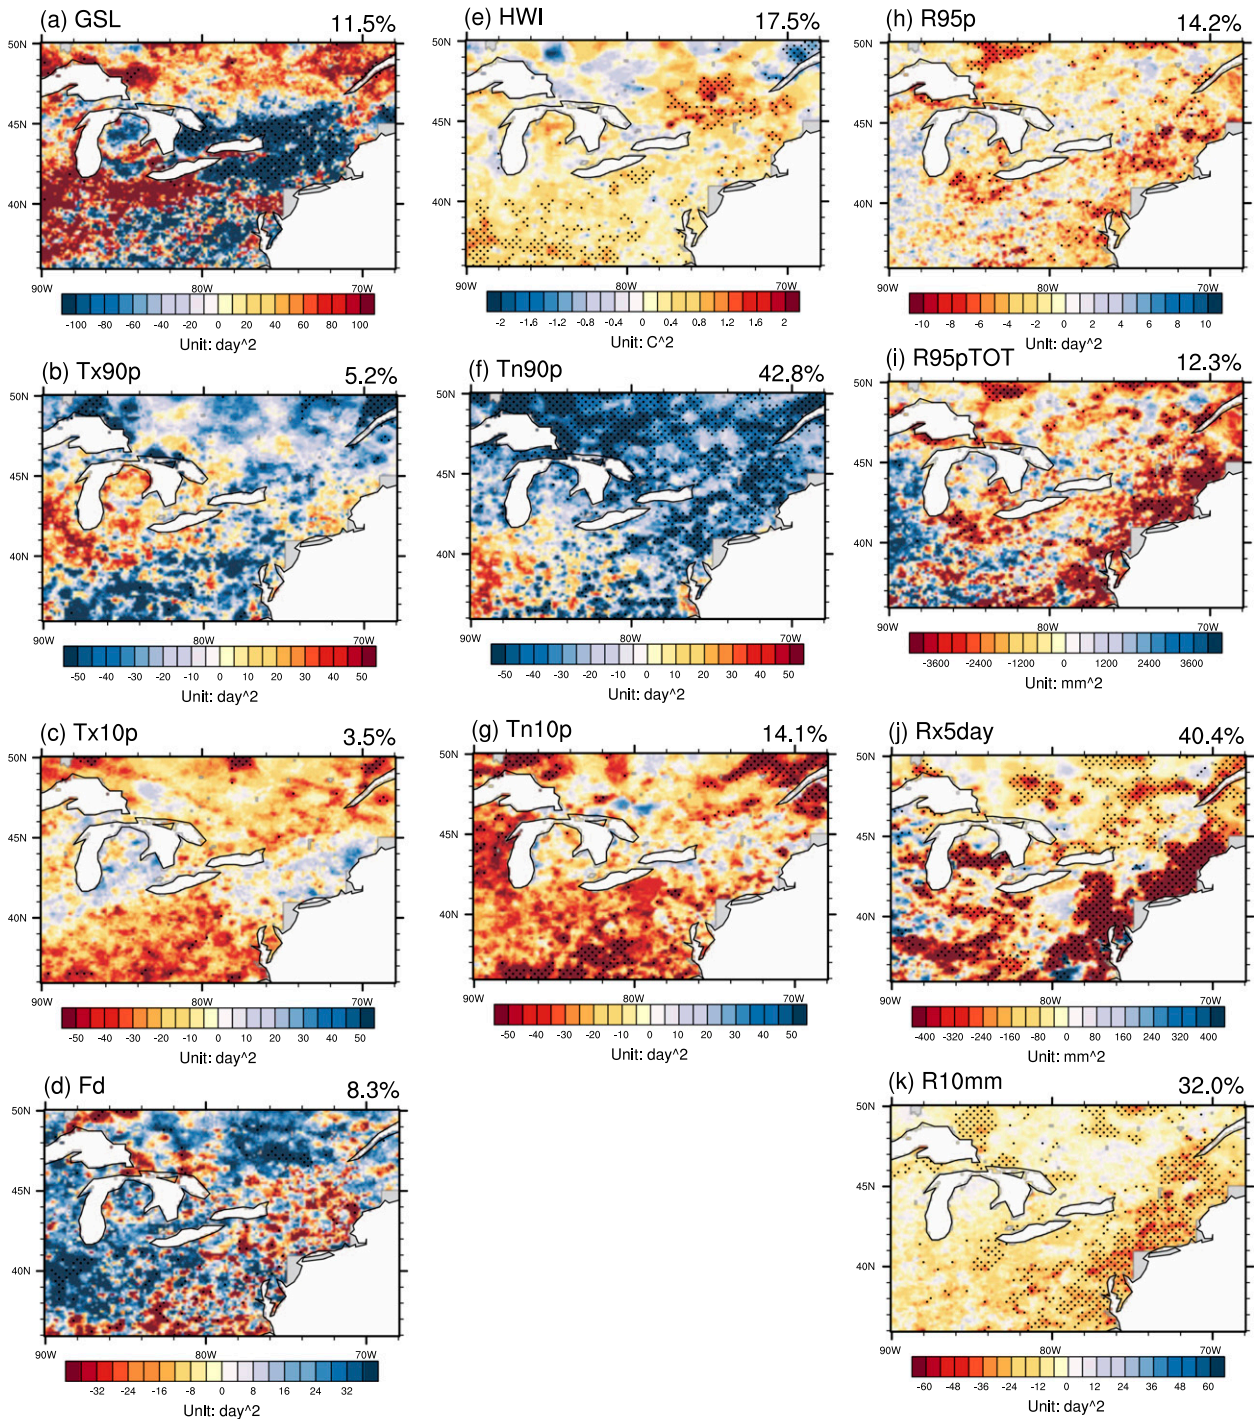 (a) GSL 11.5%
50N
45N
40N
90W 80W 70W
-100 -80 -60 -40 -20 0 20 40 60 80 100
Unit: day^2
(b) Tx90p 5.2%
50N
45N
40N
90W 80W 70W
-50 -40 -30 -20 -10 0 10 20 30 40 50
Unit: day^2
(c) Tx10p 3.5%
50N
45N
40N
90W 80W 70W
-50 -40 -30 -20 -10 0 10 20 30 40 50
Unit: day^2
(d) Fd 8.3%
50N
45N
40N
90W 80W 70W
-32 -24 -16 -8 0 8 16 24 32
Unit: day^2
(e) HWI 17.5%
50N
45N
40N
90W 80W 70W
-2 -1.6 -1.2 -0.8 -0.4 0 0.4 0.8 1.2 1.6 2
Unit: C^2
(f) Tn90p 42.8%
50N
45N
40N
90W 80W 70W
-50 -40 -30 -20 -10 0 10 20 30 40 50
Unit: day^2
(g) Tn10p 14.1%
50N
45N
40N
90W 80W 70W
-50 -40 -30 -20 -10 0 10 20 30 40 50
Unit: day^2
(h) R95p 14.2%
50N
45N
40N
90W 80W 70W
-10 -8 -6 -4 -2 0 2 4 6 8 10
Unit: day^2
(i) R95pTOT 12.3%
50N
45N
40N
90W 80W 70W
-3600 -2400 -1200 0 1200 2400 3600
Unit: mm^2
(j) Rx5day 40.4%
50N
45N
40N
90W 80W 70W
-400 -320 -240 -160 -80 0 80 160 240 320 400
Unit: mm^2
(k) R10mm 32.0%
50N
45N
40N
90W 80W 70W
-60 -48 -36 -24 -12 0 12 24 36 48 60
Unit: day^2